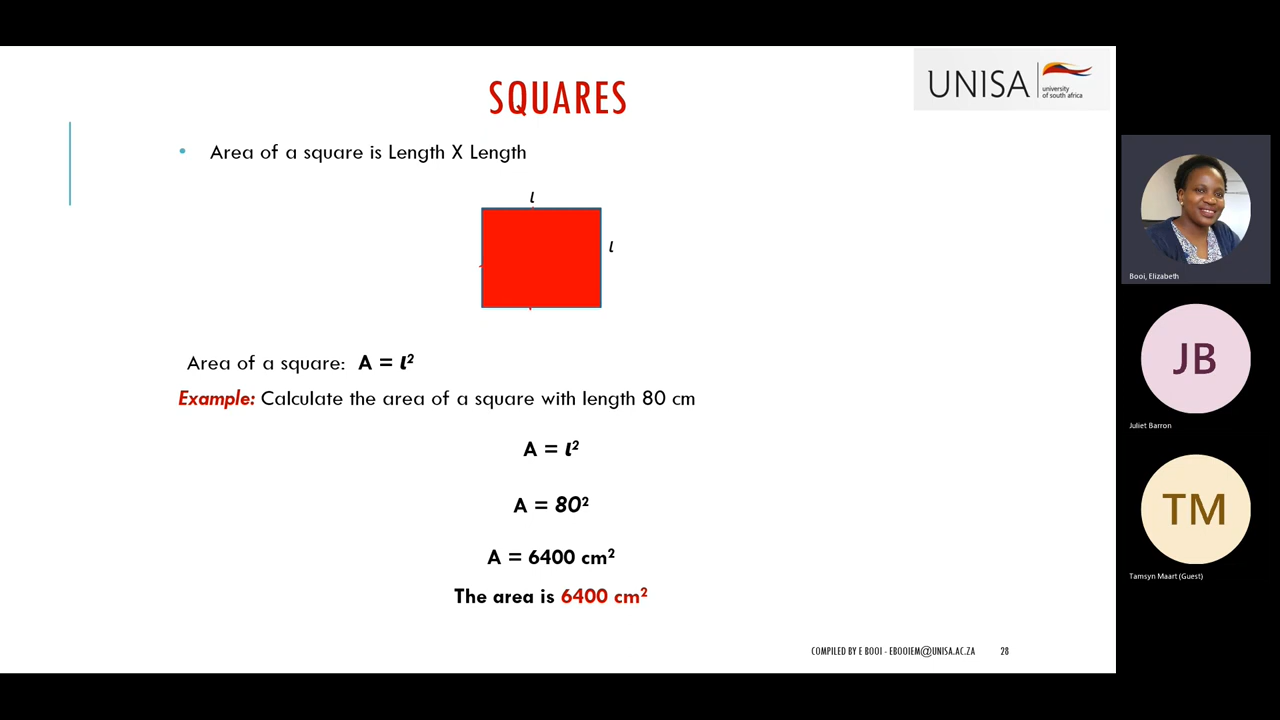 SQUARES
UNISA
university
of south africa
• Area of a square is Length X Length
l
l
Area of a square: A = l²
Example: Calculate the area of a square with length 80 cm
A = l²
A = 80²
A = 6400 cm²
The area is 6400 cm²
COMPILED BY E BOOI - EBOOIEM@UNISA.AC.ZA 28
Booi, Elizabeth
JB
Juliet Barron
TM
Tamsyn Maart (Guest)